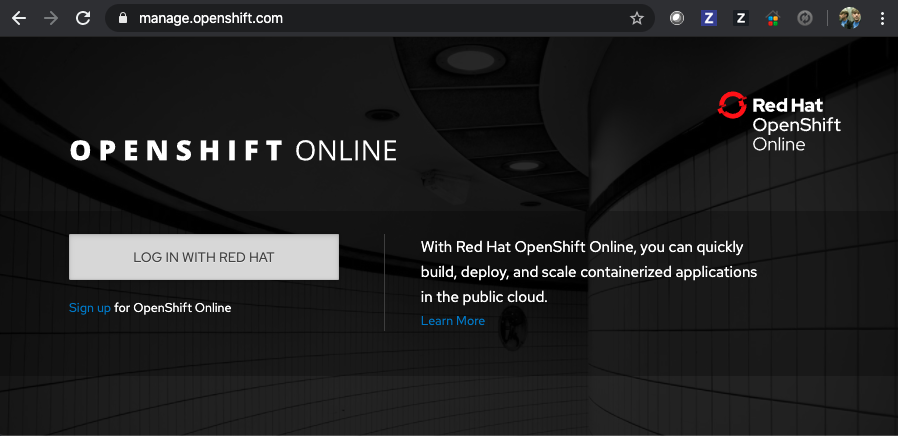 manage.openshift.com
Z
Z
Red Hat
OpenShift
Online
OPENSHIFT ONLINE
LOG IN WITH RED HAT
Sign up for OpenShift Online
With Red Hat OpenShift Online, you can quickly
build, deploy, and scale containerized applications
in the public cloud.
Learn More